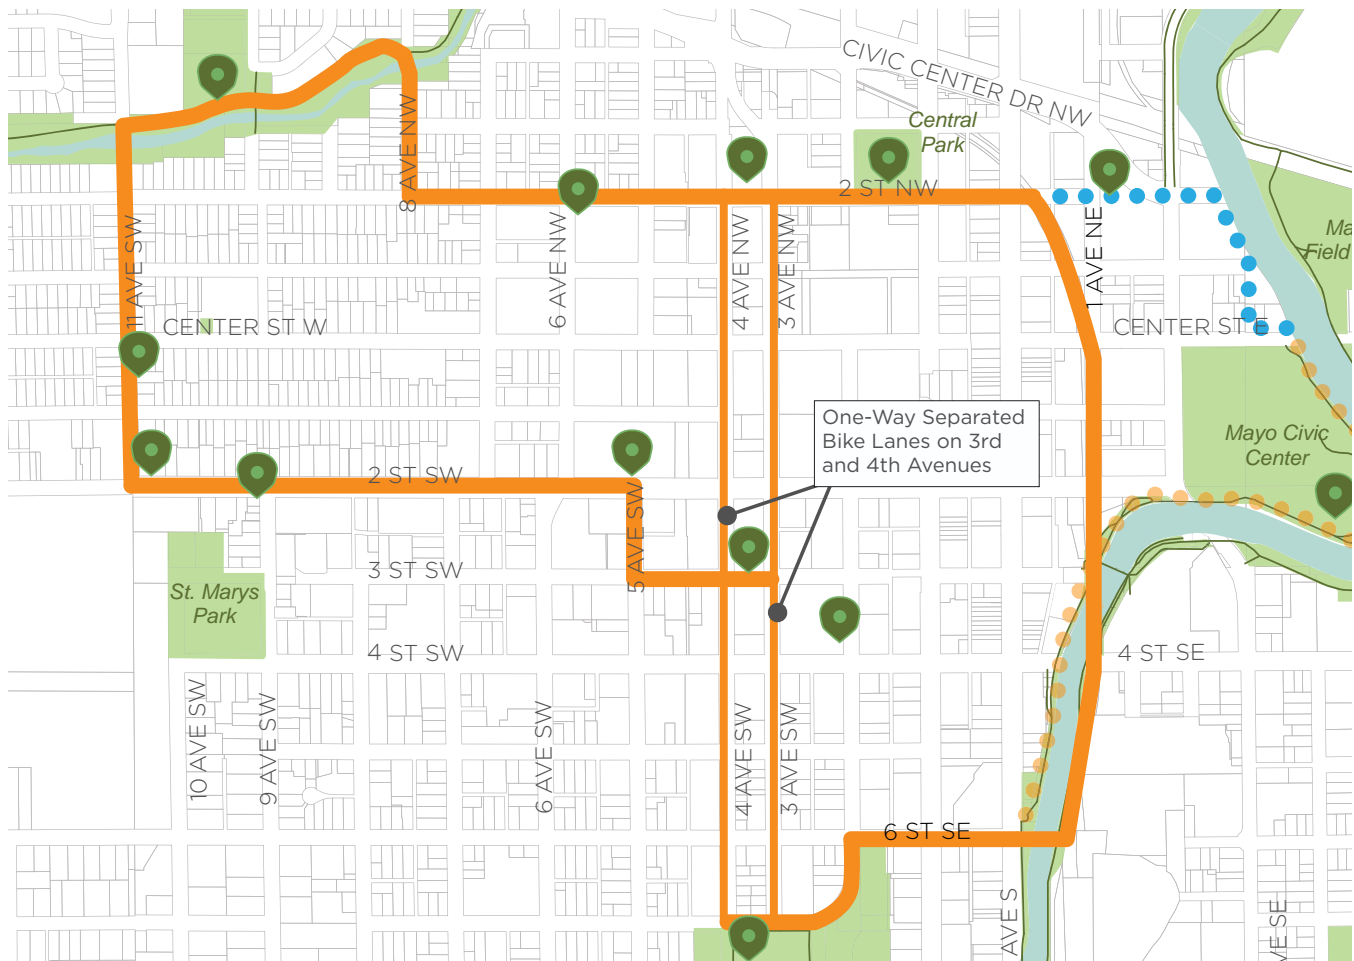 CIVIC CENTER DR NW
Central
Park
8 AVE NW
2 ST NW
11 AVE SW
6 AVE NW
4 AVE NW
3 AVE NW
1 AVE NE
Field
CENTER ST W
CENTER ST E
One-Way Separated
Bike Lanes on 3rd
and 4th Avenues
Mayo Civic
Center
2 ST SW
5 AVE SW
3 ST SW
St. Marys
Park
4 ST SW
4 ST SE
10 AVE SW
9 AVE SW
6 AVE SW
4 AVE SW
3 AVE SW
6 ST SE
AVE S
VE SE